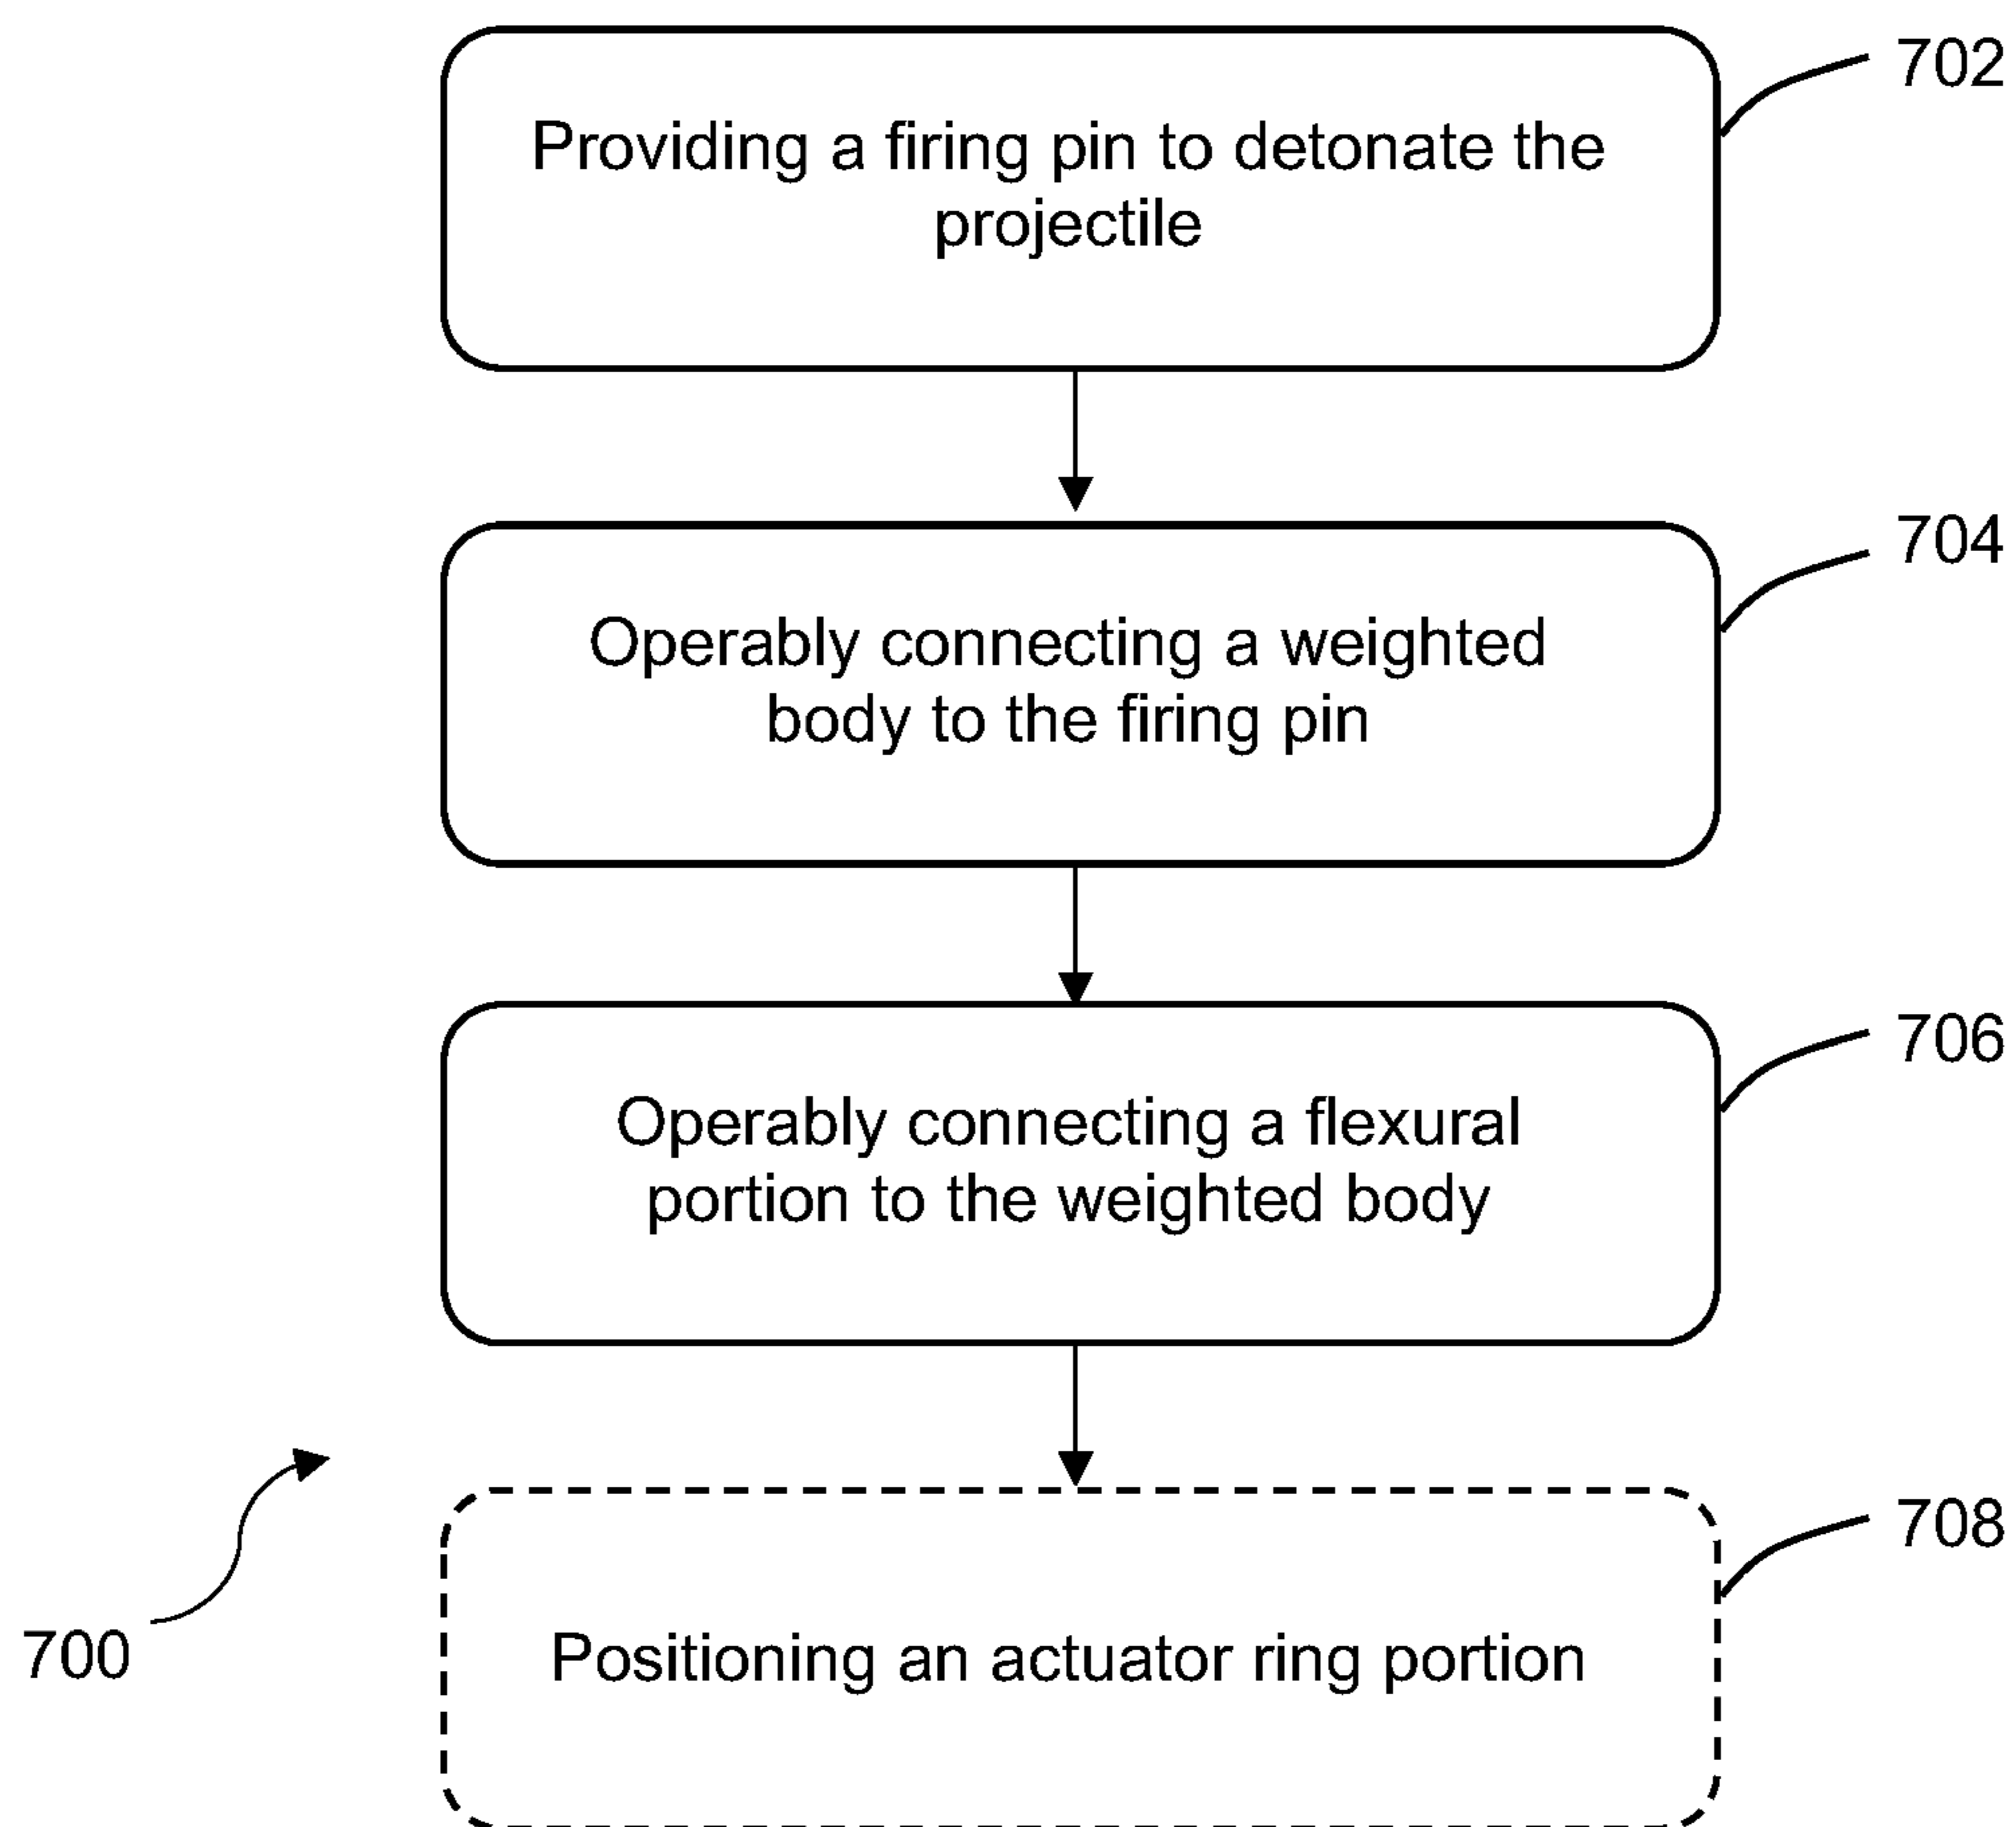 Providing a firing pin to detonate the
projectile
702
Operably connecting a weighted
body to the firing pin
704
Operably connecting a flexural
portion to the weighted body
706
Positioning an actuator ring portion
708
700